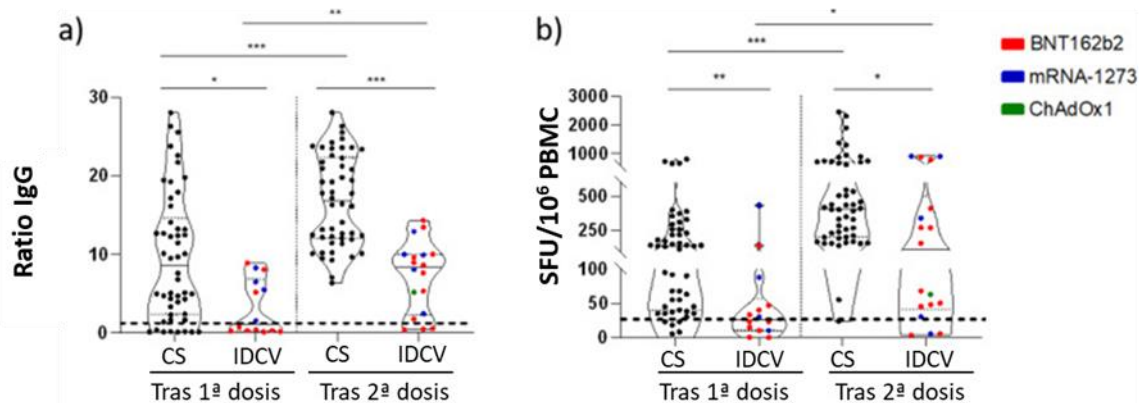 a)
**
***
*
***
30
20
10
0
Ratio IgG
CS
IDCV
CS
IDCV
Tras 1ª dosis
Tras 2ª dosis
b)
*
***
**
*
3000
2000
1000
500
250
100
50
0
SFU/10⁶ PBMC
CS
IDCV
CS
IDCV
Tras 1ª dosis
Tras 2ª dosis
BNT162b2
mRNA-1273
ChAdOx1